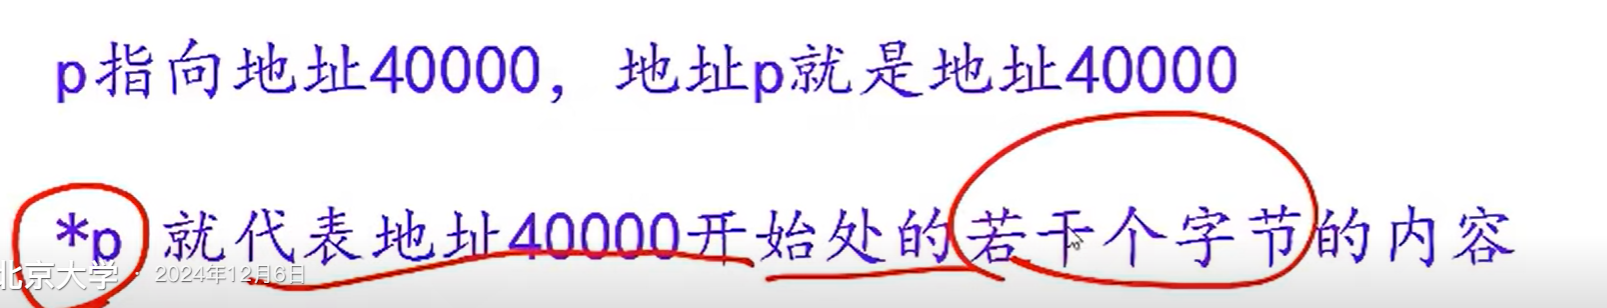 p指向地址40000，地址p就是地址40000
*p 就代表地址40000开始处的若干个字节的内容
北京大学 · 2024年12月6日